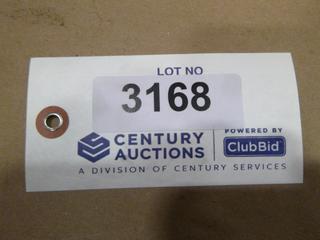 LOT NO
3168
CENTURY
AUCTIONS
POWERED BY
ClubBid
A DIVISION OF CENTURY SERVICES